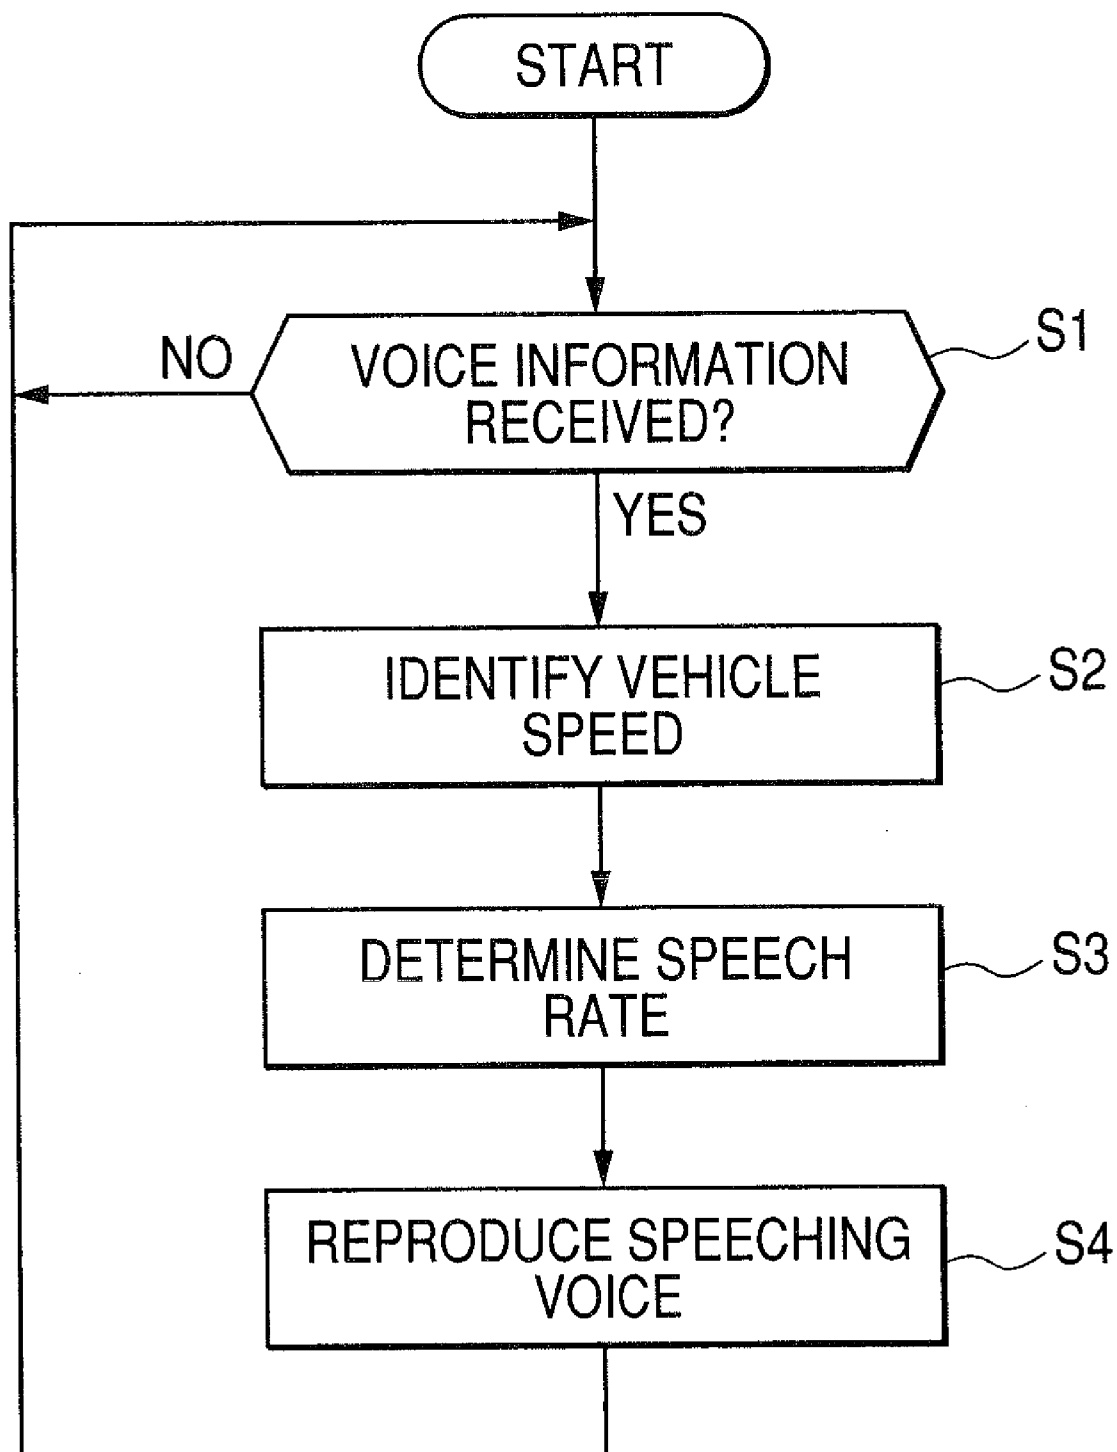 START
NO
VOICE INFORMATION
RECEIVED?
S1
YES
IDENTIFY VEHICLE
SPEED
S2
DETERMINE SPEECH
RATE
S3
REPRODUCE SPEECHING
VOICE
S4